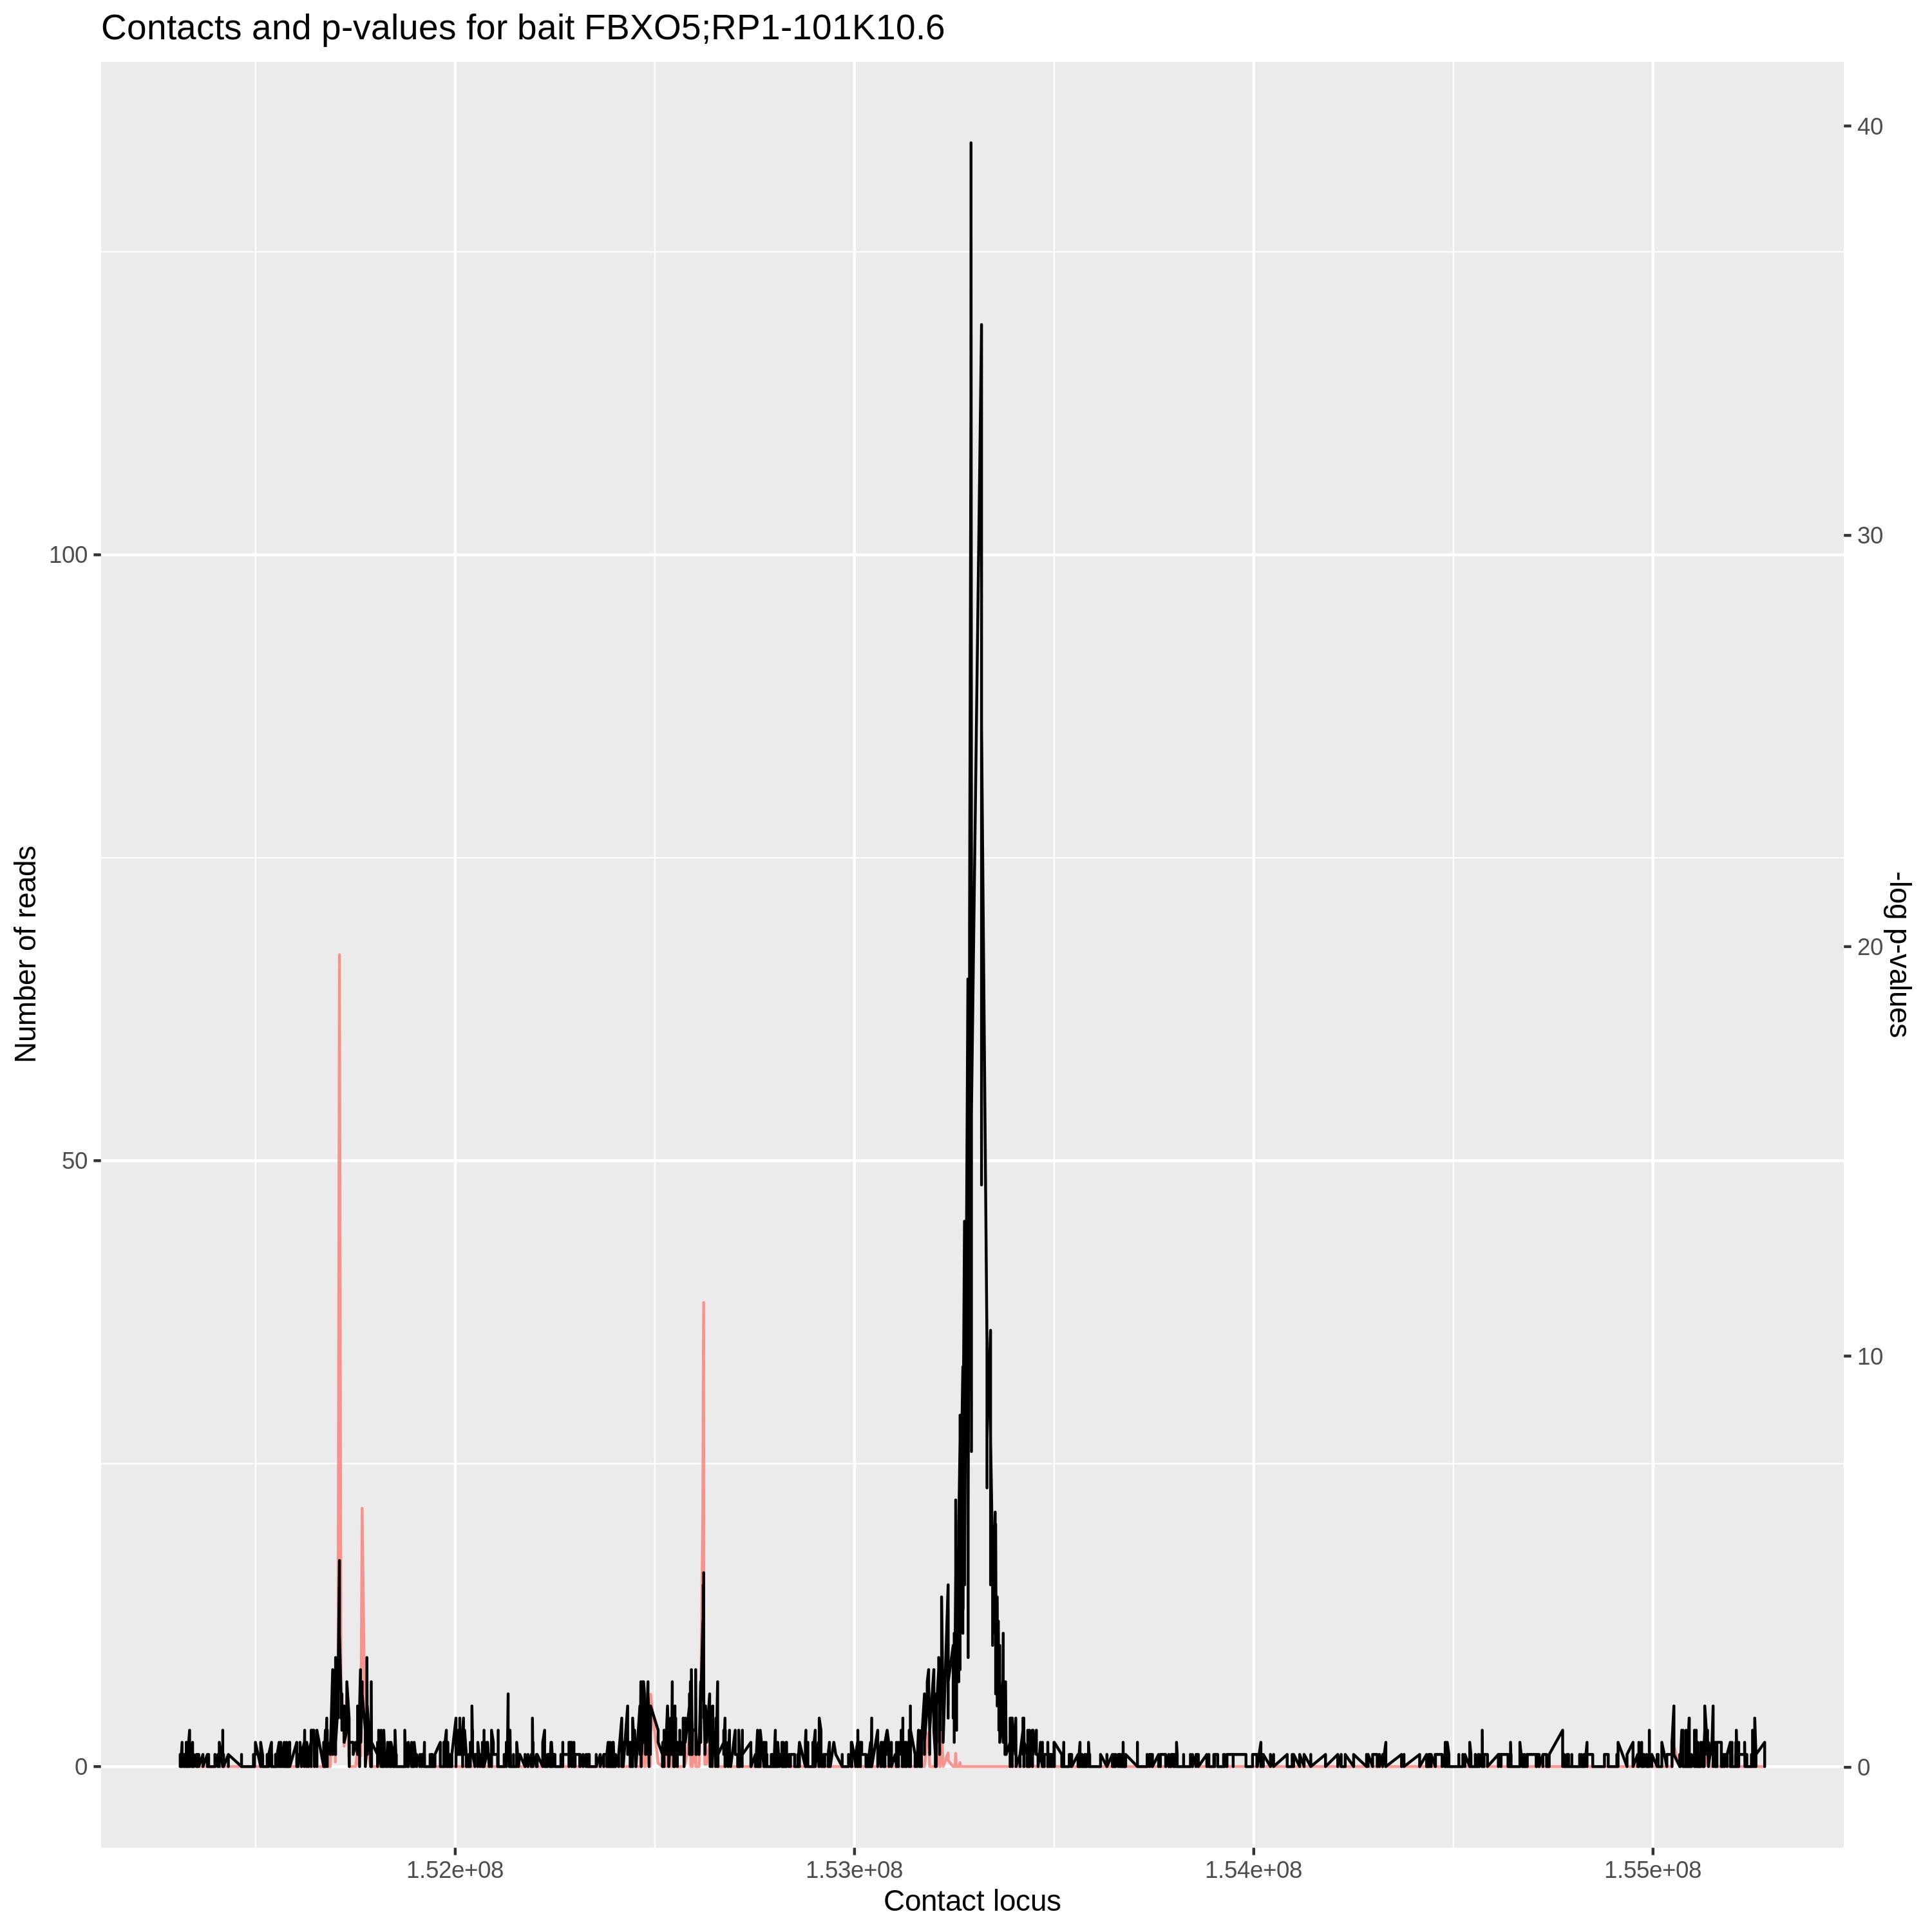 Contacts and p-values for bait FBXO5;RP1-101K10.6
Number of reads
100
50
0
40
30
20
10
0
-log p-values
1.52e+08 1.53e+08 1.54e+08 1.55e+08
Contact locus